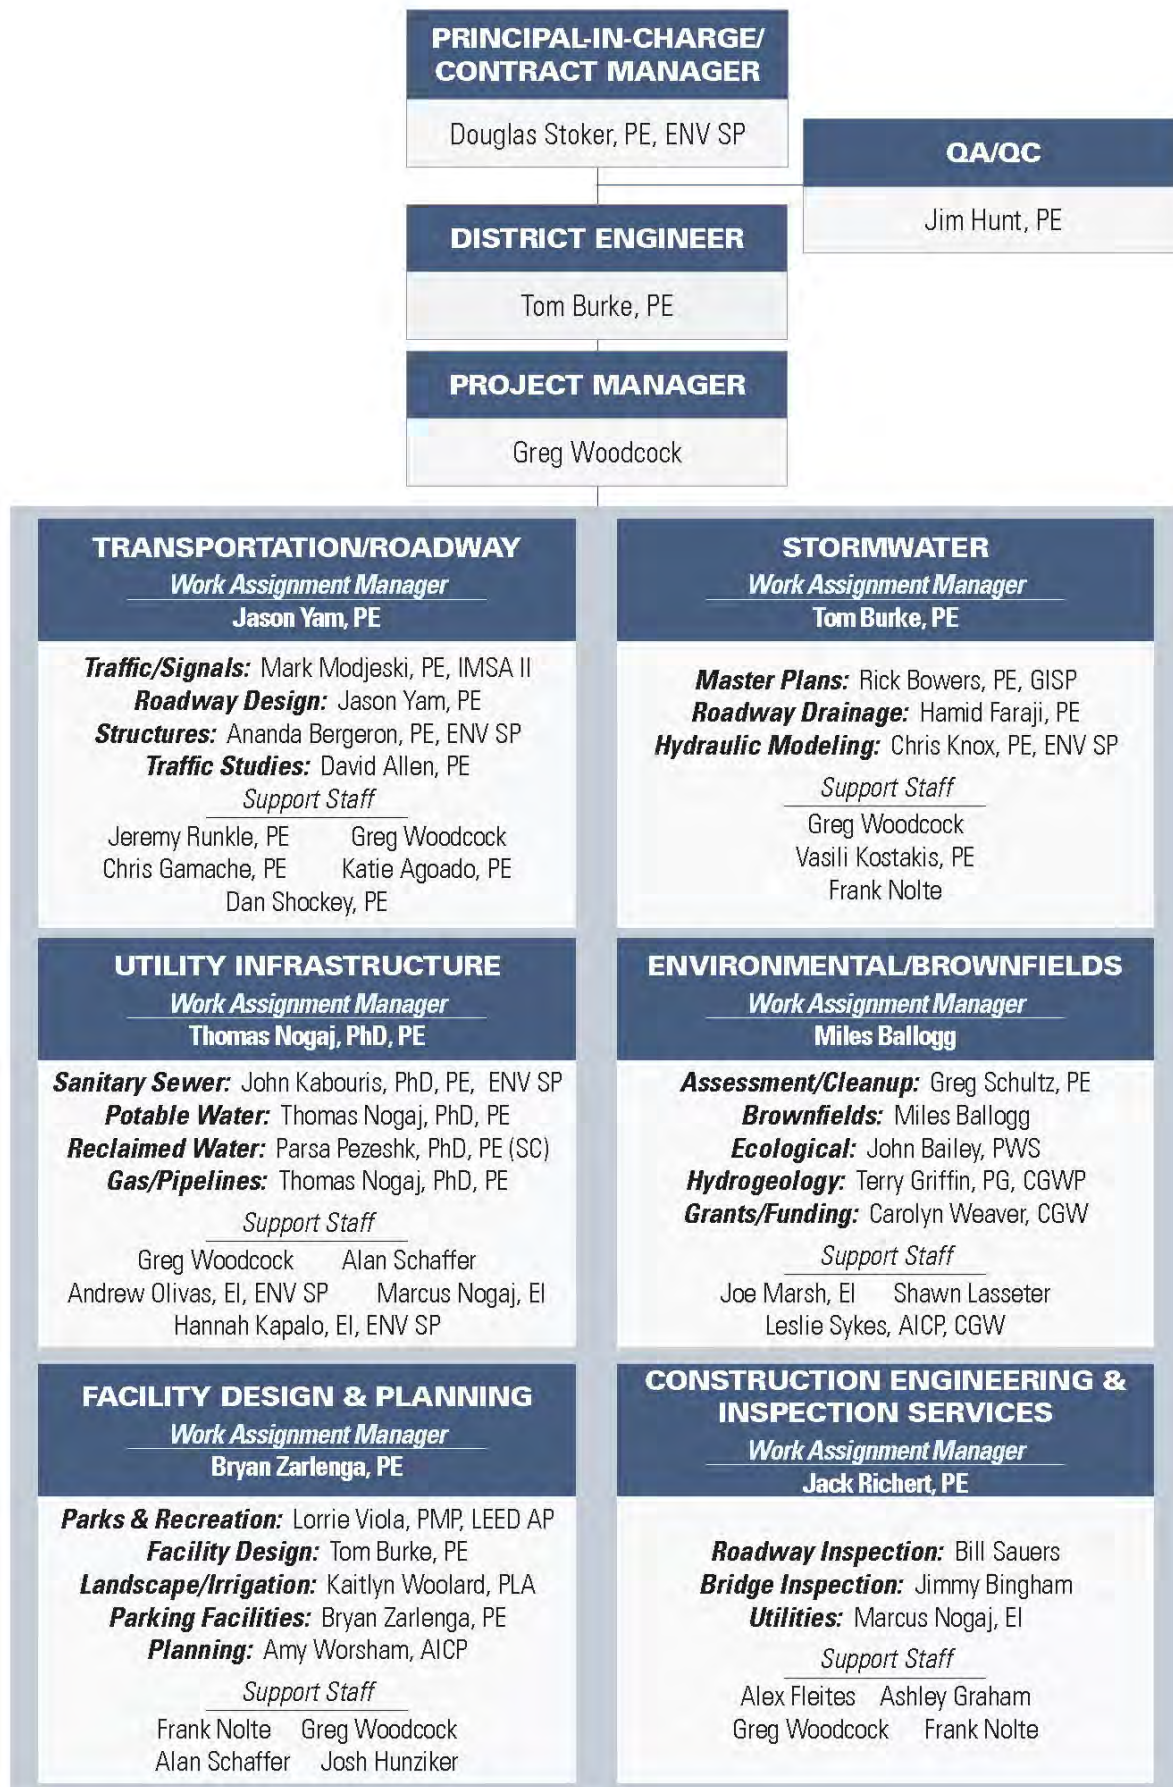 PRINCIPAL-IN-CHARGE/
CONTRACT MANAGER
Douglas Stoker, PE, ENV SP
QA/QC
Jim Hunt, PE
DISTRICT ENGINEER
Tom Burke, PE
PROJECT MANAGER
Greg Woodcock
TRANSPORTATION/ROADWAY
Work Assignment Manager
Jason Yam, PE
Traffic/Signals: Mark Modjeski, PE, IMSA II
Roadway Design: Jason Yam, PE
Structures: Ananda Bergeron, PE, ENV SP
Traffic Studies: David Allen, PE
Support Staff
Jeremy Runkle, PE Greg Woodcock
Chris Gamache, PE Katie Agoado, PE
Dan Shockey, PE
STORMWATER
Work Assignment Manager
Tom Burke, PE
Master Plans: Rick Bowers, PE, GISP
Roadway Drainage: Hamid Faraji, PE
Hydraulic Modeling: Chris Knox, PE, ENV SP
Support Staff
Greg Woodcock
Vasili Kostakis, PE
Frank Nolte
UTILITY INFRASTRUCTURE
Work Assignment Manager
Thomas Nogaj, PhD, PE
Sanitary Sewer: John Kabouris, PhD, PE, ENV SP
Potable Water: Thomas Nogaj, PhD, PE
Reclaimed Water: Parsa Pezeshk, PhD, PE (SC)
Gas/Pipelines: Thomas Nogaj, PhD, PE
Support Staff
Greg Woodcock Alan Schaffer
Andrew Olivas, EI, ENV SP Marcus Nogaj, EI
Hannah Kapalo, EI, ENV SP
ENVIRONMENTAL/BROWNFIELDS
Work Assignment Manager
Miles Ballogg
Assessment/Cleanup: Greg Schultz, PE
Brownfields: Miles Ballogg
Ecological: John Bailey, PWS
Hydrogeology: Terry Griffin, PG, CGWP
Grants/Funding: Carolyn Weaver, CGW
Support Staff
Joe Marsh, EI Shawn Lasseter
Leslie Sykes, AICP, CGW
FACILITY DESIGN & PLANNING
Work Assignment Manager
Bryan Zarlenga, PE
Parks & Recreation: Lorrie Viola, PMP, LEED AP
Facility Design: Tom Burke, PE
Landscape/Irrigation: Kaitlyn Woolard, PLA
Parking Facilities: Bryan Zarlenga, PE
Planning: Amy Worsham, AICP
Support Staff
Frank Nolte Greg Woodcock
Alan Schaffer Josh Hunziker
CONSTRUCTION ENGINEERING &
INSPECTION SERVICES
Work Assignment Manager
Jack Richert, PE
Roadway Inspection: Bill Sauers
Bridge Inspection: Jimmy Bingham
Utilities: Marcus Nogaj, EI
Support Staff
Alex Fleites Ashley Graham
Greg Woodcock Frank Nolte